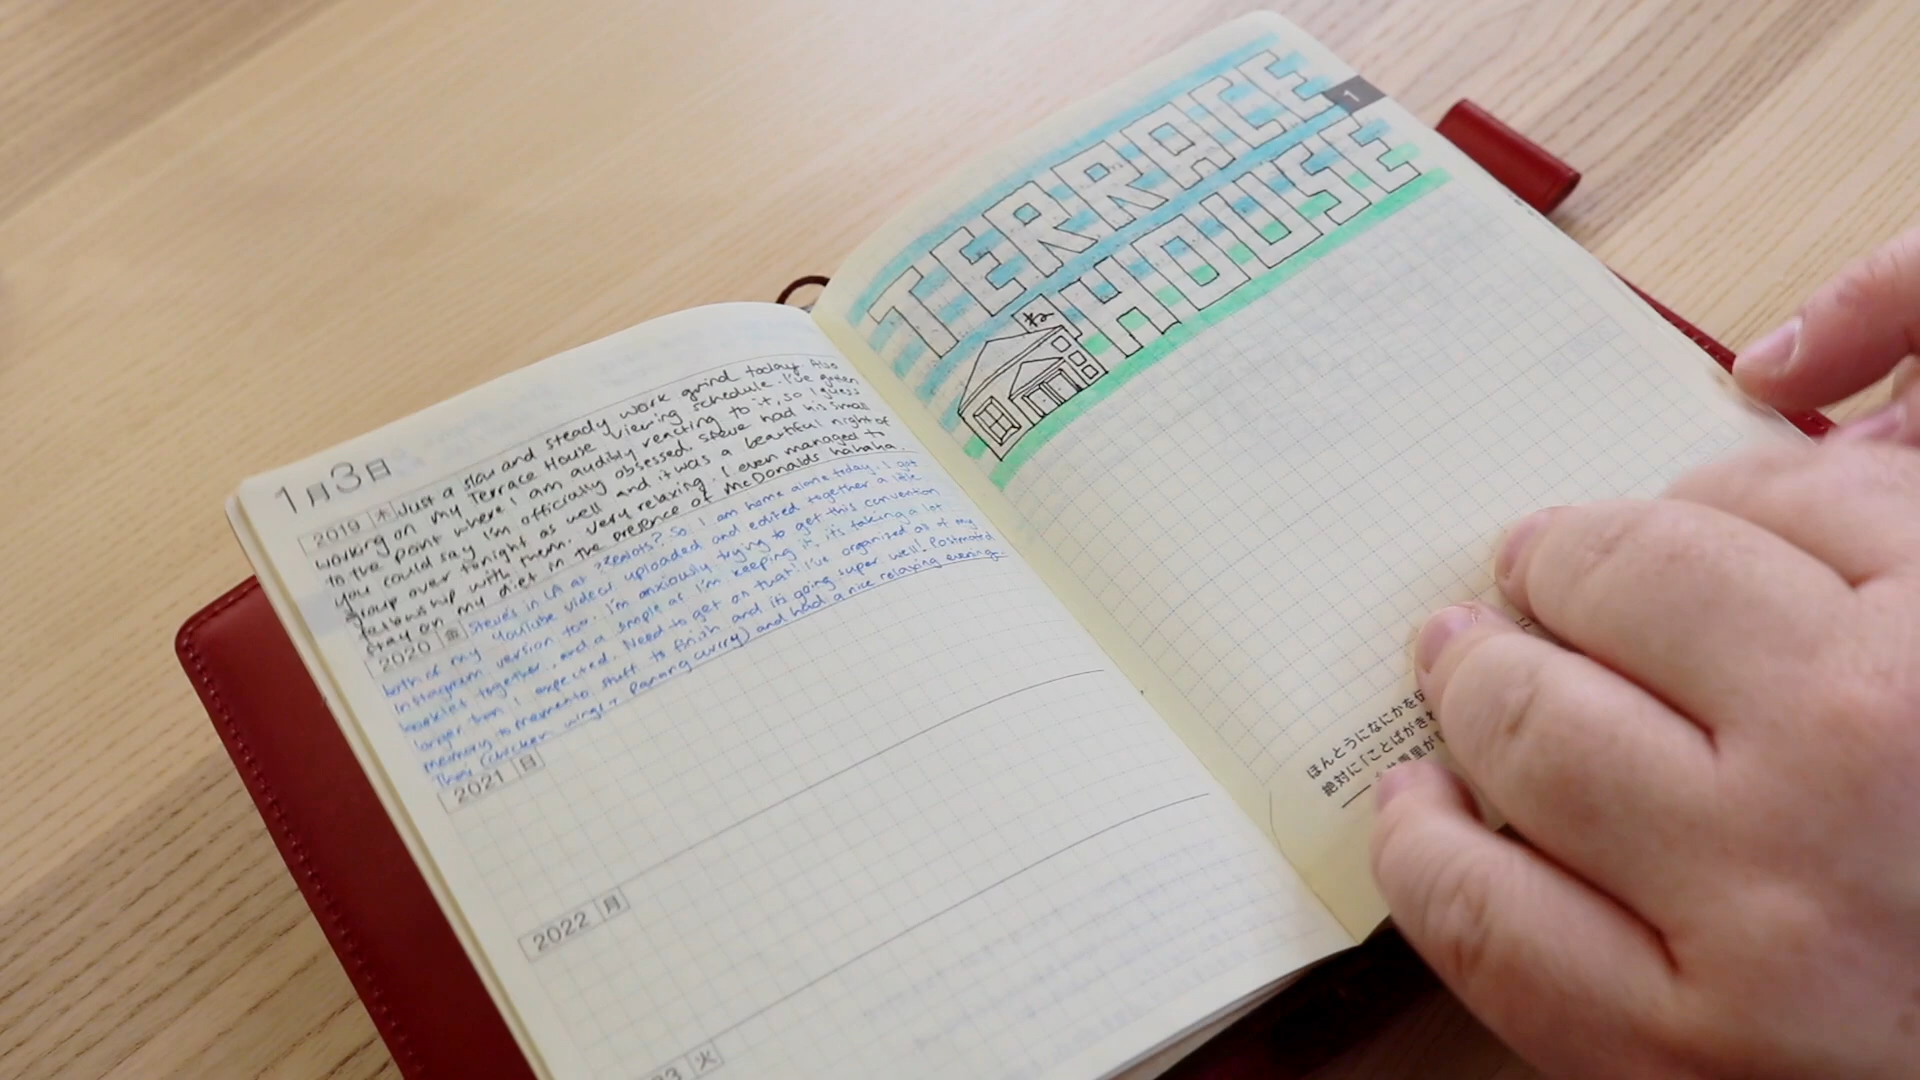 1月3日
2019 木 Just a slow and steady work grind today. Also
working on my Terrace House viewing schedule. I've gotten
to the point where I am audibly reacting to it, so I guess
you could say I'm officially obsessed. Steve had his small
group over tonight as well and it was a beautiful night of
fellowship with them. Very relaxing. I even managed to
stay on my diet in the presence of McDonalds hahaha.
2020 金 Steve's in LA at So I am home alone today. I got
both of my YouTube videos uploaded and edited together a little
Instagram version too. I'm anxiously trying to get this convention
booklet together, and as simple as I'm keeping it, it's taking a lot
longer than I expected. Need to get on that! I've organized all of my
memory to memento stuff to finish and its going super well! Postmated
Thai (chicken wings + Panang curry) and had a nice relaxing evening.
2021 日
2022 月
火
1
TERRACE
HOUSE
ほんとうになにかを
絶対に「ことばがき